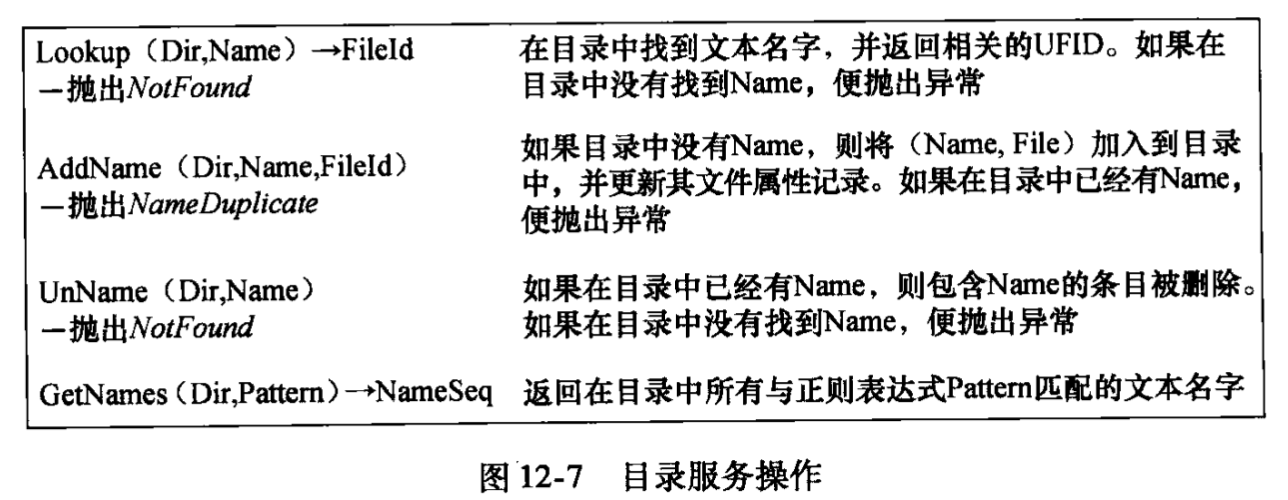 Lookup（Dir,Name）→FileId
在目录中找到文本名字，并返回相关的UFID。如果在
—抛出NotFound
目录中没有找到Name，便抛出异常
如果目录中没有Name，则将（Name, File）加入到目录
AddName（Dir,Name,FileId）
中，并更新其文件属性记录。如果在目录中已经有Name，
—抛出NameDuplicate
便抛出异常
UnName（Dir,Name）
如果在目录中已经有Name，则包含Name的条目被删除。
—抛出NotFound
如果在目录中没有找到Name，便抛出异常
GetNames（Dir,Pattern）→NameSeq
返回在目录中所有与正则表达式Pattern匹配的文本名字
图 12-7 目录服务操作